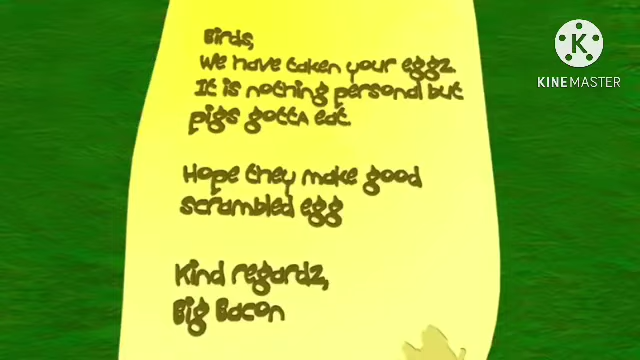 Birds,
We have taken your eggz.
It is nothing personal but
pigs gotta eat.
Hope they make good
scrambled egg
Kind regardz,
Big Bacon
K
KINEMASTER